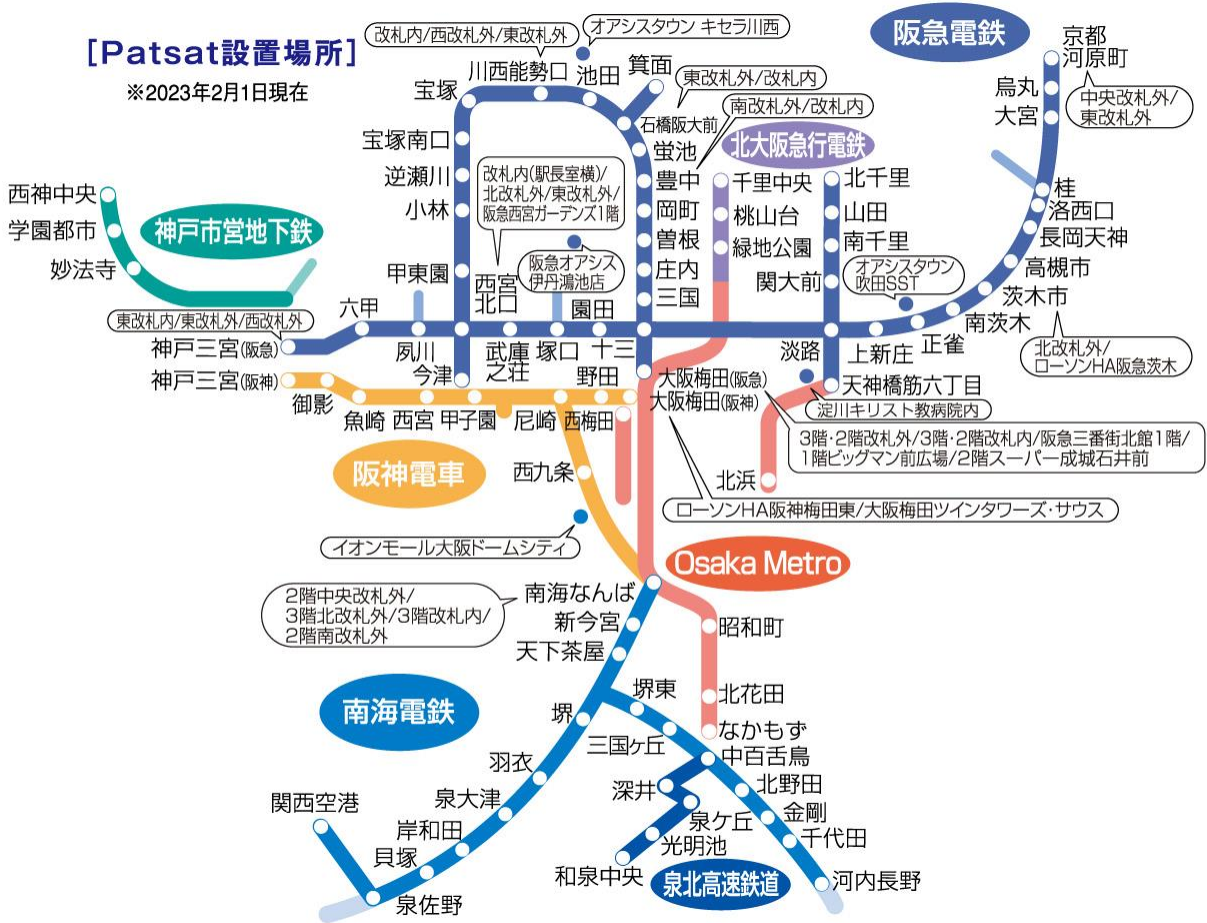 [Patsat設置場所]
※2023年2月1日現在
阪急電鉄
改札内/西改札外/東改札外
オアシスタウン キセラ川西
川西能勢口
池田
箕面
宝塚
石橋阪大前
東改札外/改札内
南改札外/改札内
宝塚南口
逆瀬川
小林
蛍池
豊中
岡町
曽根
庄内
三国
北大阪急行電鉄
千里中央
桃山台
緑地公園
北千里
山田
南千里
関大前
京都
河原町
烏丸
大宮
中央改札外/
東改札外
桂
洛西口
長岡天神
高槻市
茨木市
南茨木
正雀
上新庄
淡路
オアシスタウン
吹田SST
北改札外/
ローソンHA阪急茨木
西神中央
学園都市
妙法寺
神戸市営地下鉄
改札内(駅長室横)/
北改札外/東改札外/
阪急西宮ガーデンズ1階
阪急オアシス
伊丹鴻池店
甲東園
西宮
北口
東改札内/東改札外/西改札外
神戸三宮(阪急)
六甲
夙川
今津
武庫
之荘
塚口
園田
十三
神戸三宮(阪神)
御影
魚崎
西宮
甲子園
尼崎
野田
西梅田
大阪梅田(阪急)
大阪梅田(阪神)
天神橋筋六丁目
淀川キリスト教病院内
3階・2階改札外/3階・2階改札内/阪急三番街北館1階/
1階ビッグマン前広場/2階スーパー成城石井前
北浜
ローソンHA阪神梅田東/大阪梅田ツインタワーズ・サウス
阪神電車
西九条
イオンモール大阪ドームシティ
Osaka Metro
2階中央改札外/
3階北改札外/3階改札内/
2階南改札外
南海なんば
新今宮
天下茶屋
昭和町
北花田
なかもず
南海電鉄
堺
堺東
三国ヶ丘
中百舌鳥
羽衣
泉大津
岸和田
貝塚
泉佐野
関西空港
深井
泉ケ丘
光明池
和泉中央
泉北高速鉄道
北野田
金剛
千代田
河内長野